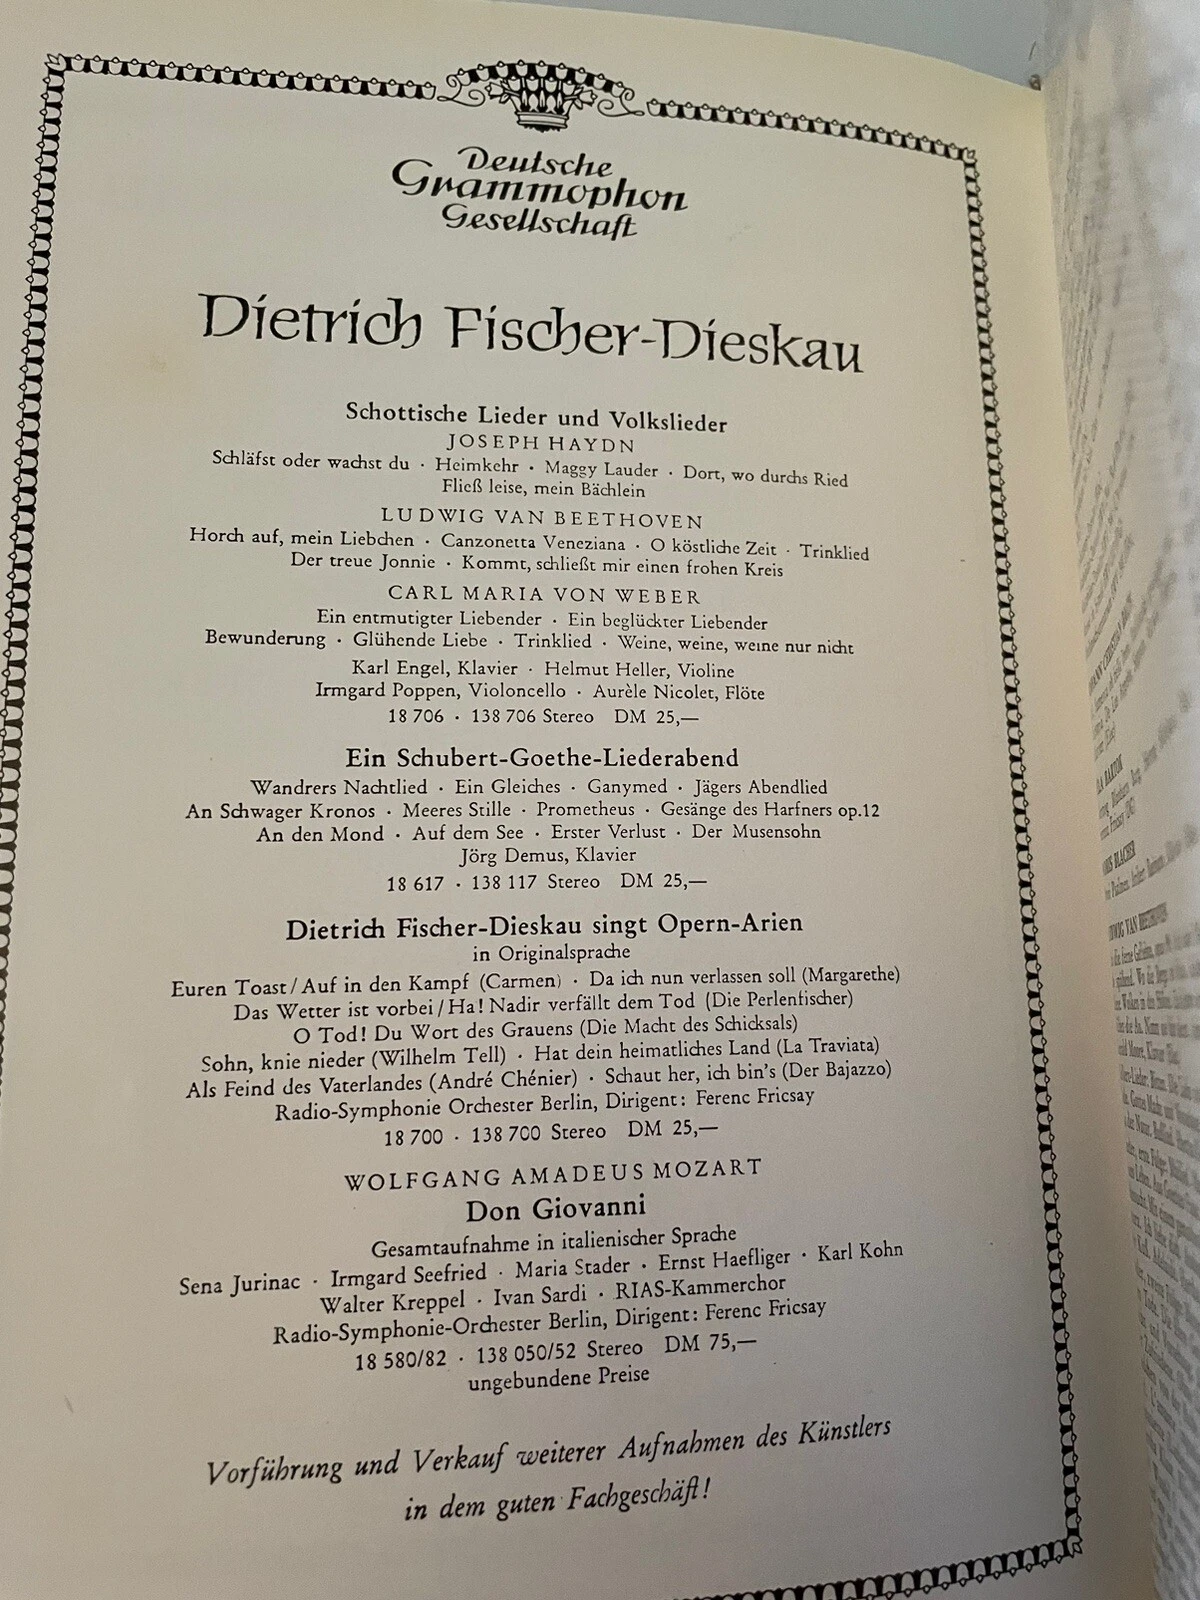 Deutsche
Grammophon
Gesellschaft
Dietrich Fischer-Dieskau
Schottische Lieder und Volkslieder
JOSEPH HAYDN
Schläfst oder wachst du · Heimkehr · Maggy Lauder · Dort, wo durchs Ried
Fließ leise, mein Bächlein
LUDWIG VAN BEETHOVEN
Horch auf, mein Liebchen · Canzonetta Veneziana · O köstliche Zeit · Trinklied
Der treue Jonnie · Kommt, schließt mir einen frohen Kreis
CARL MARIA VON WEBER
Ein entmutigter Liebender · Ein beglückter Liebender
Bewunderung · Glühende Liebe · Trinklied · Weine, weine, weine nur nicht
Karl Engel, Klavier · Helmut Heller, Violine
Irmgard Poppen, Violoncello · Aurèle Nicolet, Flöte
18 706 · 138 706 Stereo DM 25,—
Ein Schubert-Goethe-Liederabend
Wandrers Nachtlied · Ein Gleiches · Ganymed · Jägers Abendlied
An Schwager Kronos · Meeres Stille · Prometheus · Gesänge des Harfners op.12
An den Mond · Auf dem See · Erster Verlust · Der Musensohn
Jörg Demus, Klavier
18 617 · 138 117 Stereo DM 25,—
Dietrich Fischer-Dieskau singt Opern-Arien
in Originalsprache
Euren Toast/Auf in den Kampf (Carmen) · Da ich nun verlassen soll (Margarethe)
Das Wetter ist vorbei/Ha! Nadir verfällt dem Tod (Die Perlenfischer)
O Tod! Du Wort des Grauens (Die Macht des Schicksals)
Sohn, knie nieder (Wilhelm Tell) · Hat dein heimatliches Land (La Traviata)
Als Feind des Vaterlandes (André Chénier) · Schaut her, ich bin's (Der Bajazzo)
Radio-Symphonie Orchester Berlin, Dirigent: Ferenc Fricsay
18 700 · 138 700 Stereo DM 25,—
WOLFGANG AMADEUS MOZART
Don Giovanni
Gesamtaufnahme in italienischer Sprache
Sena Jurinac · Irmgard Seefried · Maria Stader · Ernst Haefliger · Karl Kohn
Walter Kreppel · Ivan Sardi · RIAS-Kammerchor
Radio-Symphonie-Orchester Berlin, Dirigent: Ferenc Fricsay
18 580/82 · 138 050/52 Stereo DM 75,—
ungebundene Preise
Vorführung und Verkauf weiterer Aufnahmen des Künstlers
in dem guten Fachgeschäft!